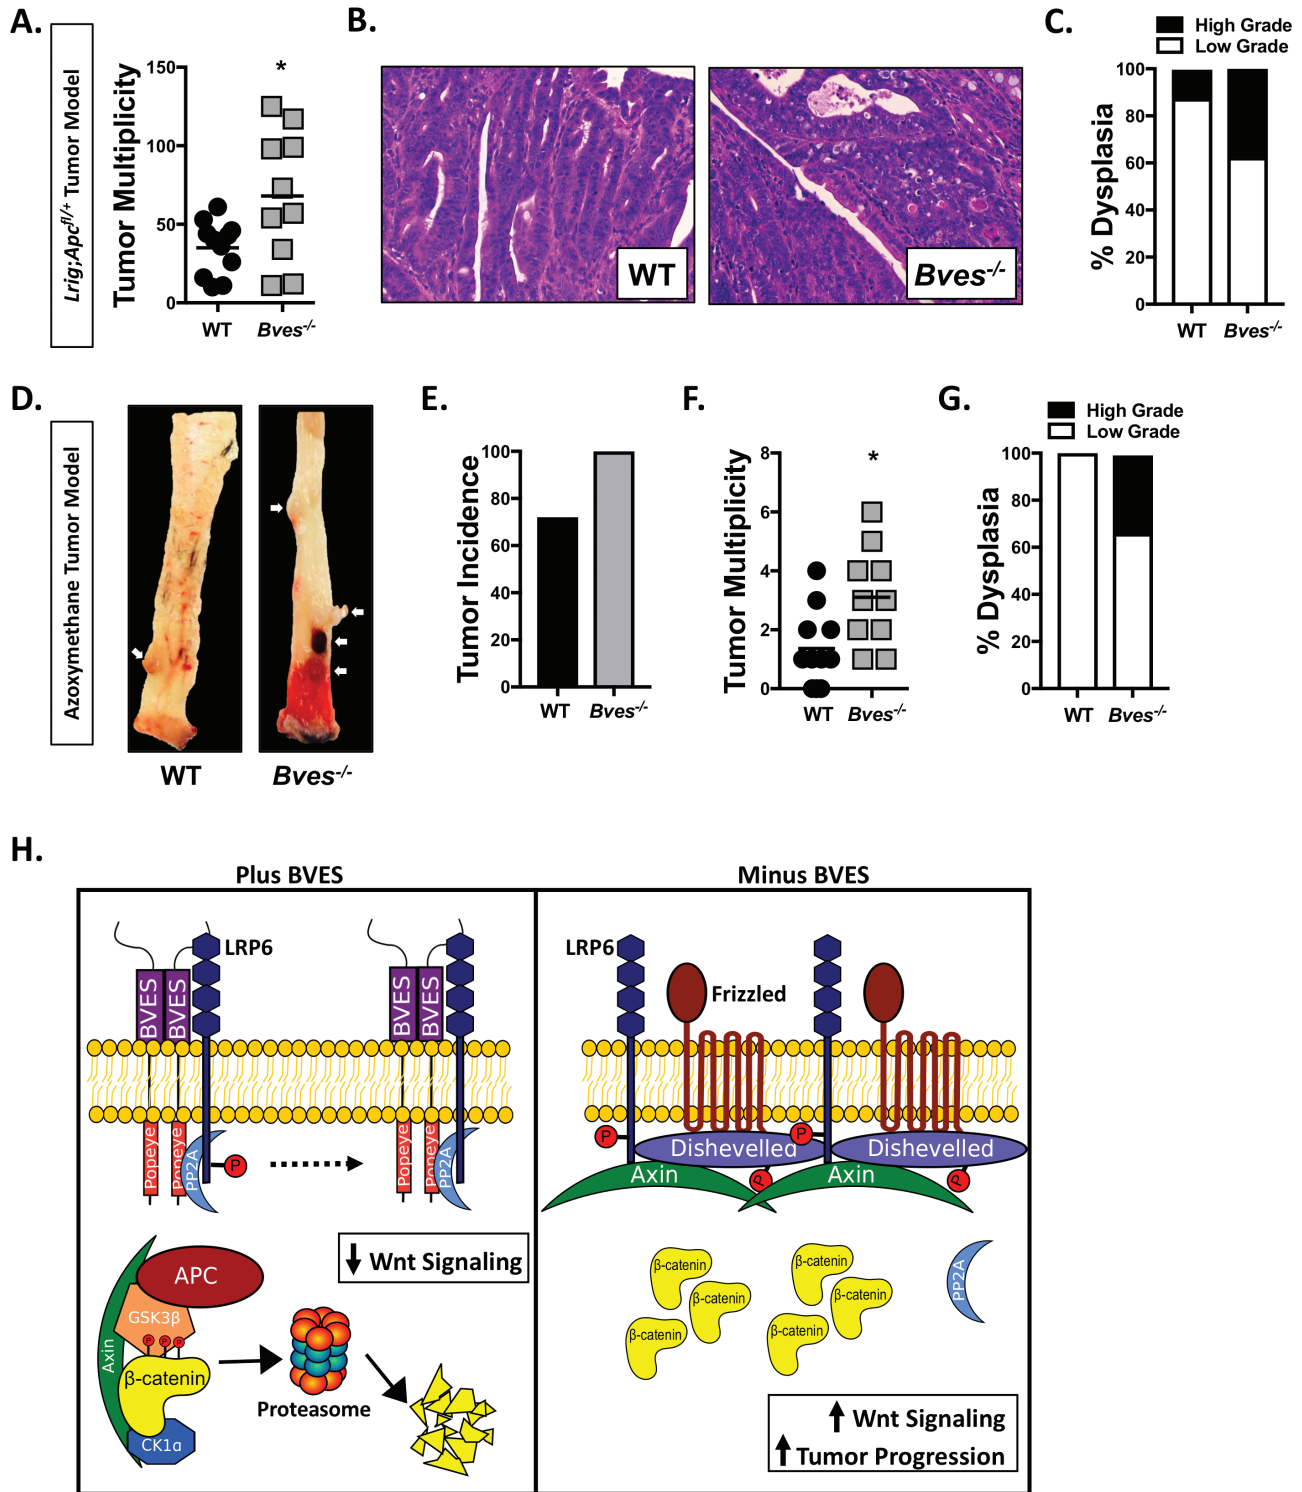 A.
Lrig;Apcfl/+ Tumor Model
Tumor Multiplicity
150
100
50
0
*
WT
Bves-/-
B.
WT
Bves-/-
C.
High Grade
Low Grade
% Dysplasia
100
80
60
40
20
0
WT
Bves-/-
D.
Azoxymethane Tumor Model
WT
Bves-/-
E.
Tumor Incidence
100
80
60
40
20
0
WT
Bves-/-
F.
Tumor Multiplicity
8
6
4
2
0
*
WT
Bves-/-
G.
High Grade
Low Grade
% Dysplasia
100
80
60
40
20
0
WT
Bves-/-
H.
Plus BVES
LRP6
BVES
BVES
BVES
BVES
Popeye
Popeye
PP2A
P
Popeye
Popeye
PP2A
Wnt Signaling
APC
GSK3β
P
P
P
Axin
β-catenin
CK1α
Proteasome
Minus BVES
LRP6
Frizzled
P
Dishevelled
P
Dishevelled
Axin
P
Axin
P
β-catenin
β-catenin
β-catenin
β-catenin
β-catenin
β-catenin
PP2A
Wnt Signaling
Tumor Progression